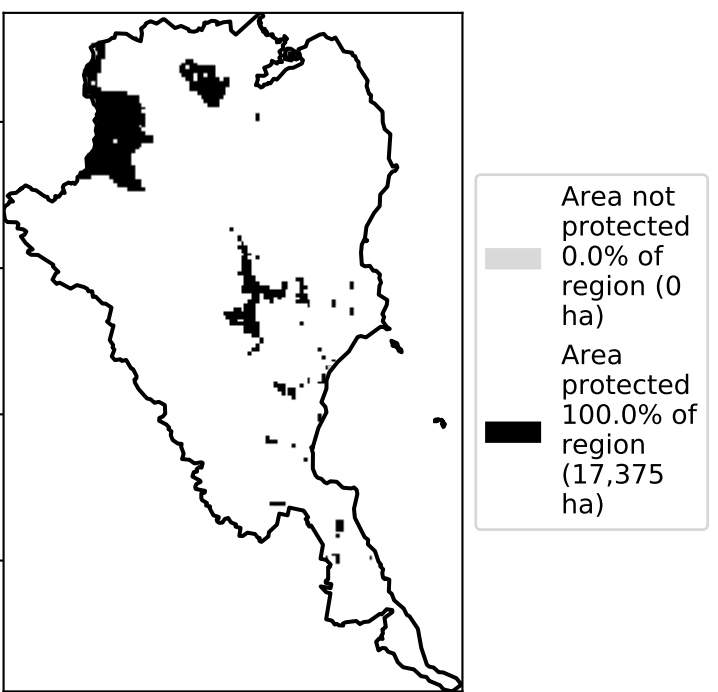 Area not
protected
0.0% of
region (0
ha)
Area
protected
100.0% of
region
(17,375
ha)